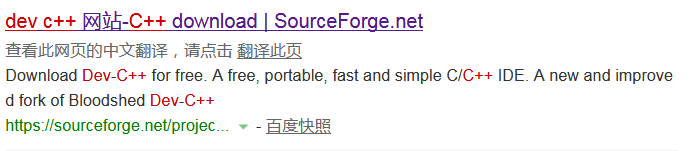 dev c++ 网站-C++ download | SourceForge.net
查看此网页的中文翻译，请点击 翻译此页
Download Dev-C++ for free. A free, portable, fast and simple C/C++ IDE. A new and improve
d fork of Bloodshed Dev-C++
https://sourceforge.net/projec... - 百度快照